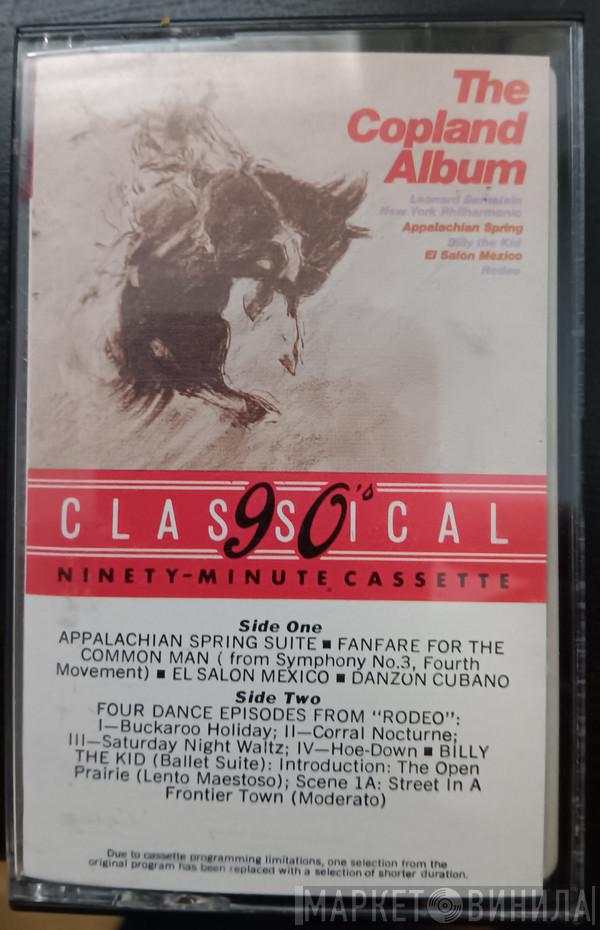 The
Copland
Album
Leonard Bernstein
New York Philharmonic
Appalachian Spring
Billy the Kid
El Salón México
Rodeo
CLASSICAL
90's
NINETY-MINUTE CASSETTE
Side One
APPALACHIAN SPRING SUITE ■ FANFARE FOR THE
COMMON MAN ( from Symphony No.3, Fourth
Movement) ■ EL SALON MEXICO ■ DANZON CUBANO
Side Two
FOUR DANCE EPISODES FROM "RODEO":
I—Buckaroo Holiday; II—Corral Nocturne;
III—Saturday Night Waltz; IV—Hoe-Down ■ BILLY
THE KID (Ballet Suite): Introduction: The Open
Prairie (Lento Maestoso); Scene 1A: Street In A
Frontier Town (Moderato)
Due to cassette programming limitations, one selection from the
original program has been replaced with a selection of shorter duration.
МАРКЕТ ВИНИЛА